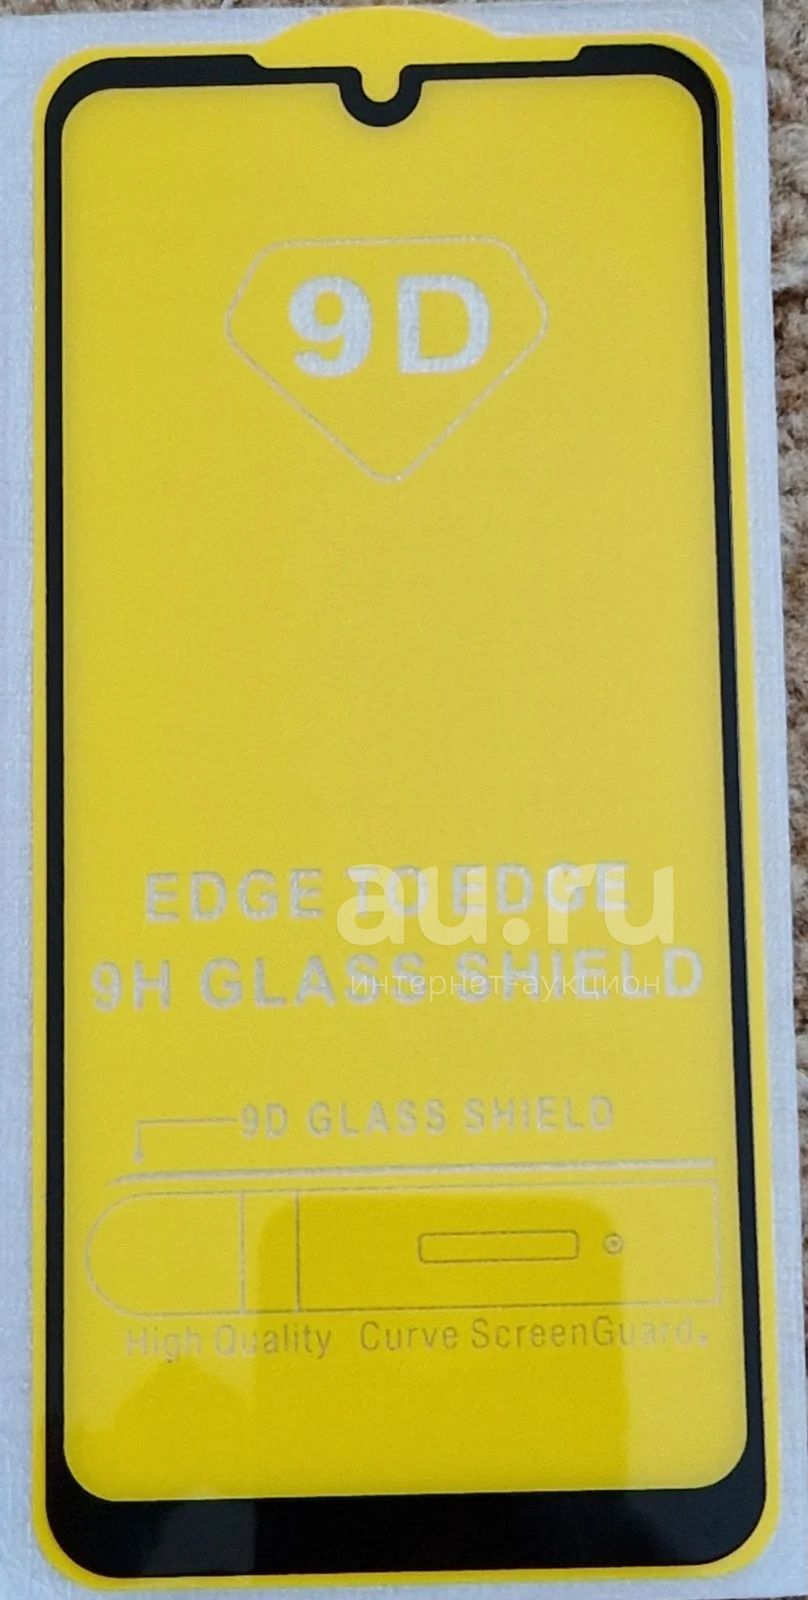 9D
EDGE TO EDGE
au.ru
9H GLASS SHIELD
интернет-аукцион
9D GLASS SHIELD
High Quality Curve ScreenGuard.